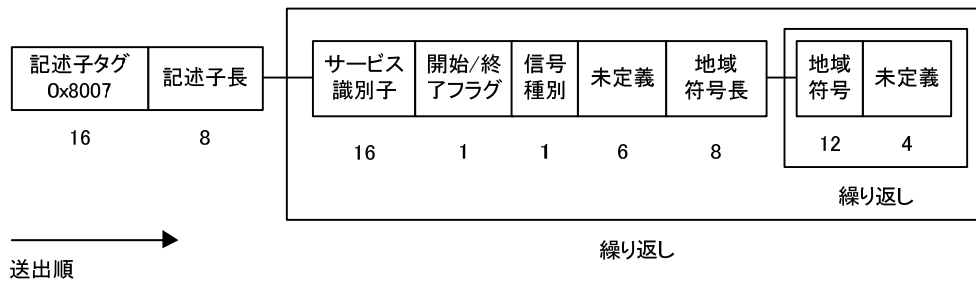 記述子タグ
0x8007
記述子長
サービス
識別子
開始/終
了フラグ
信号
種別
未定義
地域
符号長
地域
符号
未定義
16
8
16
1
1
6
8
12
4
繰り返し
繰り返し
送出順